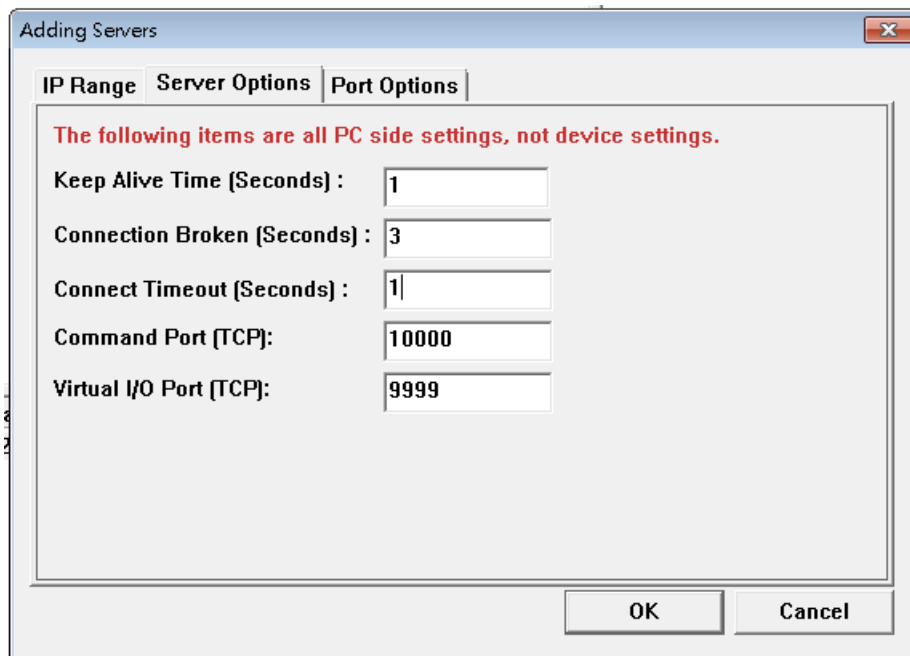 Adding Servers
IP Range Server Options Port Options
The following items are all PC side settings, not device settings.
Keep Alive Time (Seconds) : 1
Connection Broken (Seconds) : 3
Connect Timeout (Seconds) : 1
Command Port (TCP): 10000
Virtual I/O Port (TCP): 9999
OK Cancel